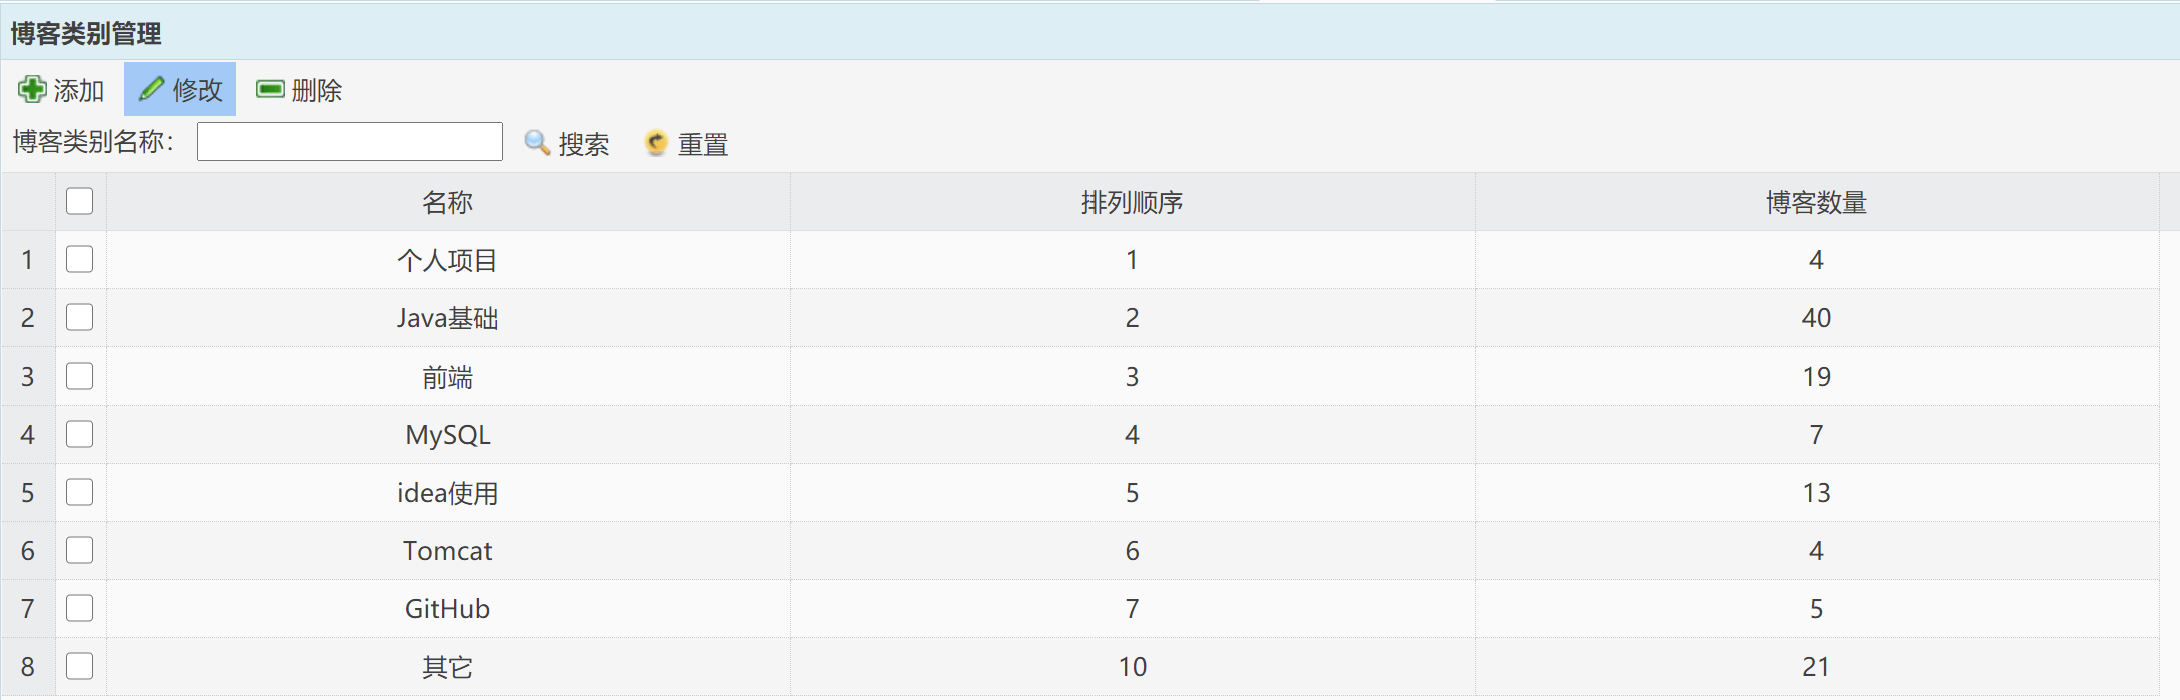 博客类别管理
添加 修改 删除
博客类别名称： 搜索 重置
名称 排列顺序 博客数量
1 个人项目 1 4
2 Java基础 2 40
3 前端 3 19
4 MySQL 4 7
5 idea使用 5 13
6 Tomcat 6 4
7 GitHub 7 5
8 其它 10 21